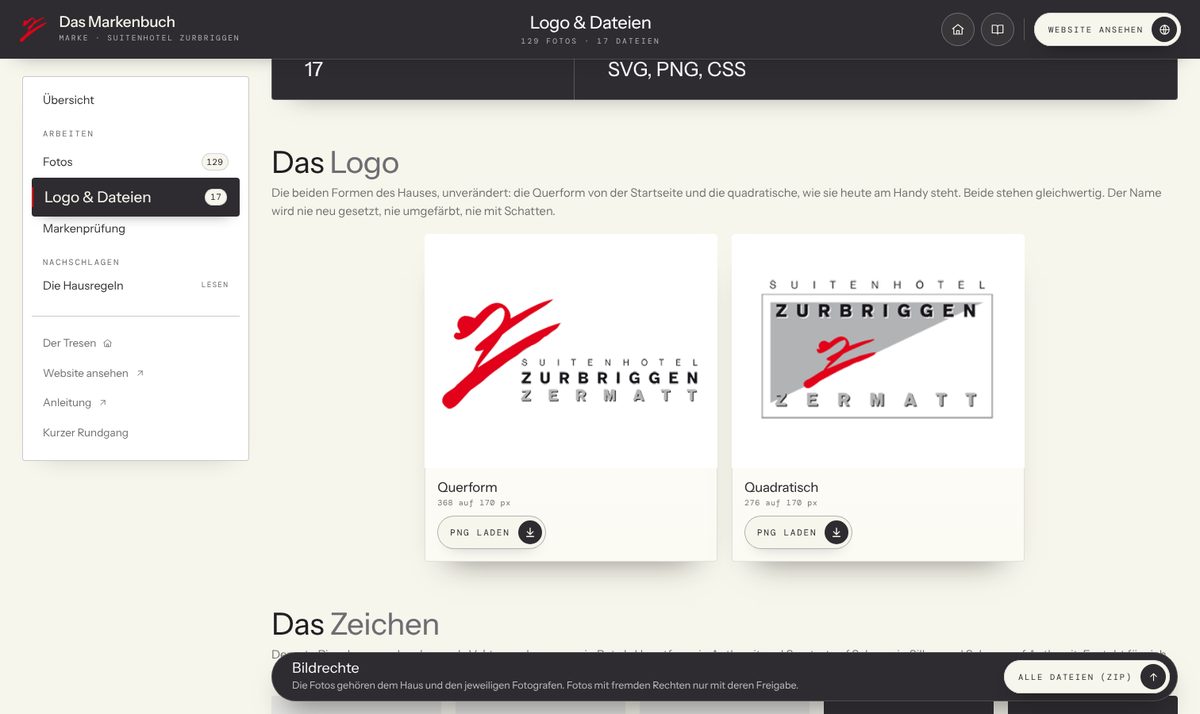 Das Markenbuch
MARKE · SUITENHOTEL ZURBRIGGEN
Logo & Dateien
129 FOTOS · 17 DATEIEN
WEBSITE ANSEHEN
Übersicht
ARBEITEN
Fotos
129
Logo & Dateien
17
Markenprüfung
NACHSCHLAGEN
Die Hausregeln
LESEN
Der Tresen
Website ansehen
Anleitung
Kurzer Rundgang
17
SVG, PNG, CSS
Das Logo
Die beiden Formen des Hauses, unverändert: die Querform von der Startseite und die quadratische, wie sie heute am Handy steht. Beide stehen gleichwertig. Der Name
wird nie neu gesetzt, nie umgefärbt, nie mit Schatten.
SUITENHOTEL
ZURBRIGGEN
ZERMATT
Querform
368 auf 170 px
PNG LADEN
SUITENHOTEL
ZURBRIGGEN
ZERMATT
Quadratisch
276 auf 170 px
PNG LADEN
Das Zeichen
Bildrechte
Die Fotos gehören dem Haus und den jeweiligen Fotografen. Fotos mit fremden Rechten nur mit deren Freigabe.
ALLE DATEIEN (ZIP)